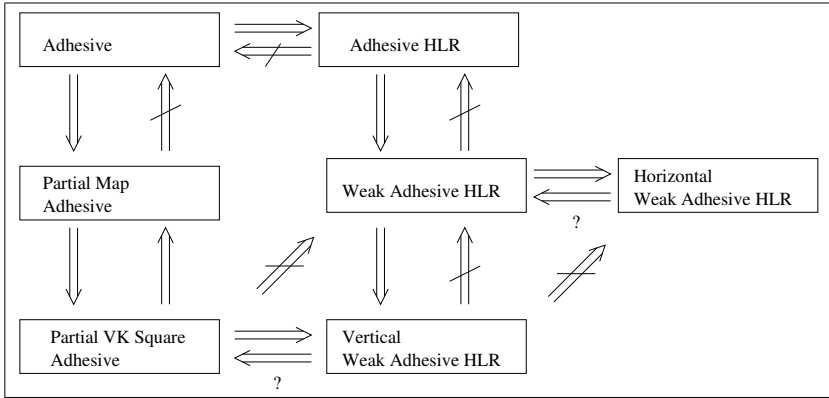 Adhesive
Adhesive HLR
Partial Map
Adhesive
Weak Adhesive HLR
Horizontal
Weak Adhesive HLR
?
Partial VK Square
Adhesive
Vertical
Weak Adhesive HLR
?